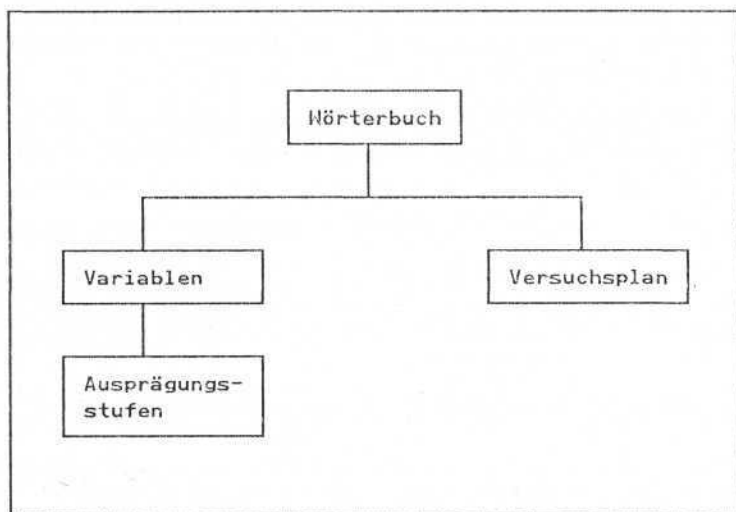 Wörterbuch
Variablen
Versuchsplan
Ausprägungs-
stufen